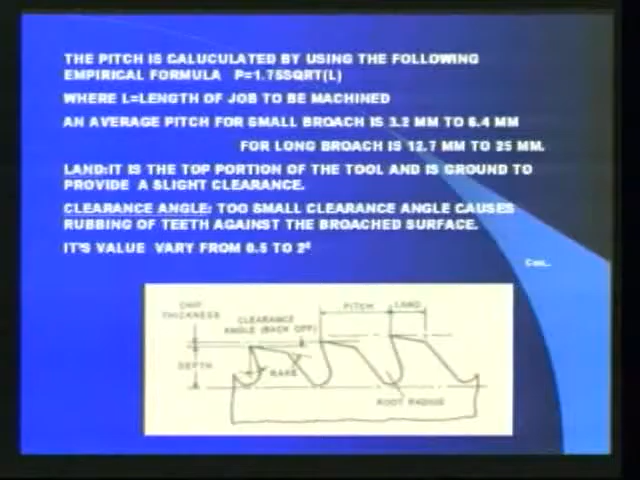 THE PITCH IS CALUCULATED BY USING THE FOLLOWING
EMPIRICAL FORMULA P=1.75SQRT(L)
WHERE L=LENGTH OF JOB TO BE MACHINED
AN AVERAGE PITCH FOR SMALL BROACH IS 3.2 MM TO 6.4 MM
FOR LONG BROACH IS 12.7 MM TO 25 MM.
LAND:IT IS THE TOP PORTION OF THE TOOL AND IS GROUND TO
PROVIDE A SLIGHT CLEARANCE.
CLEARANCE ANGLE: TOO SMALL CLEARANCE ANGLE CAUSES
RUBBING OF TEETH AGAINST THE BROACHED SURFACE.
IT'S VALUE VARY FROM 0.5 TO 2⁰
CHIP
THICKNESS
CLEARANCE
ANGLE (BACK OFF)
PITCH
LAND
DEPTH
RAKE
ROOT RADIUS